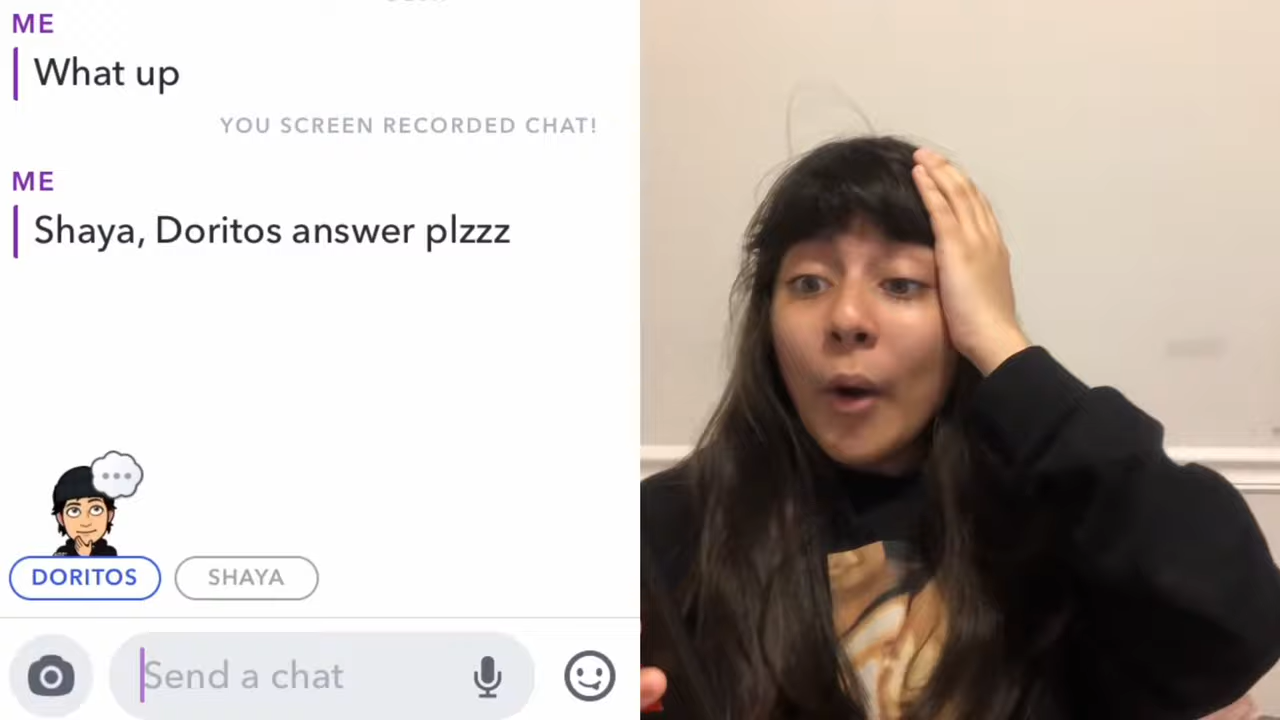 ME
What up
YOU SCREEN RECORDED CHAT!
ME
Shaya, Doritos answer plzzz
DORITOS
SHAYA
Send a chat